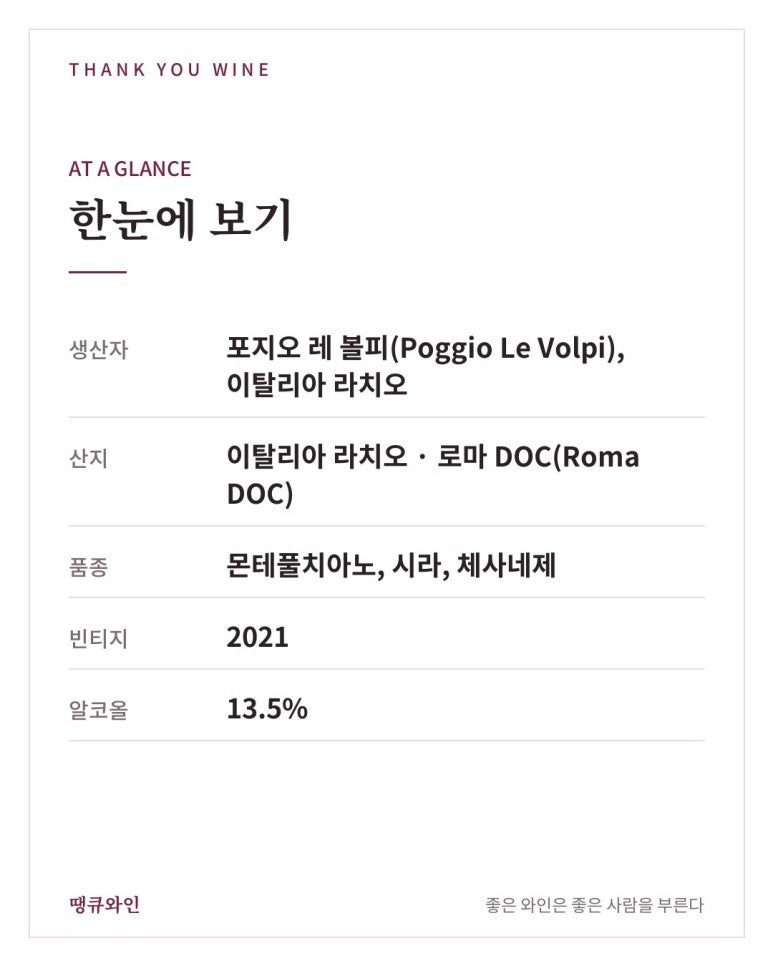 THANK YOU WINE
AT A GLANCE
한눈에 보기
생산자
포지오 레 볼피(Poggio Le Volpi),
이탈리아 라치오
산지
이탈리아 라치오 · 로마 DOC(Roma
DOC)
품종
몬테풀치아노, 시라, 체사네제
빈티지
2021
알코올
13.5%
땡큐와인
좋은 와인은 좋은 사람을 부른다